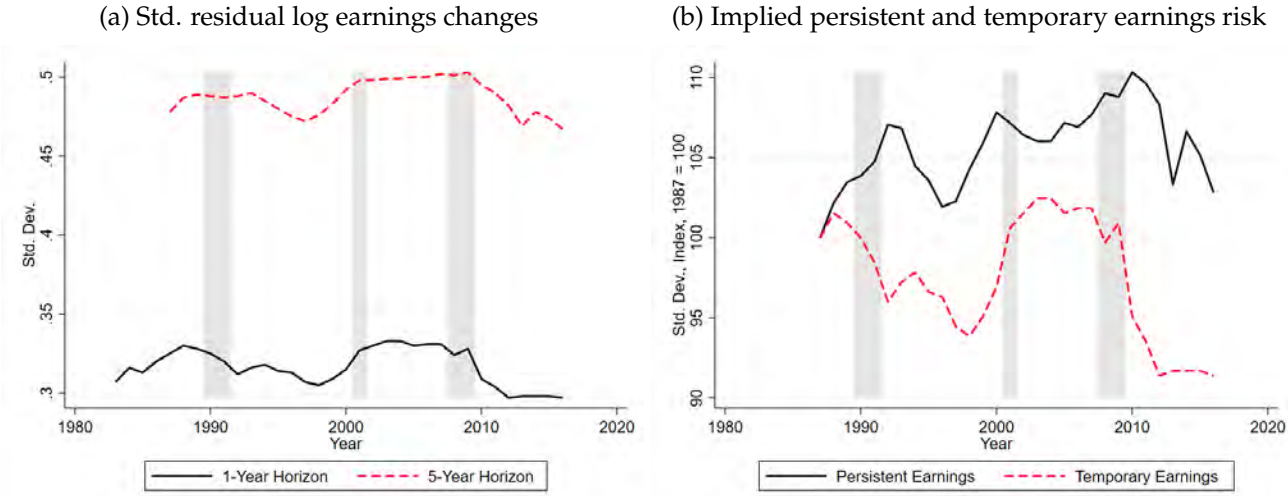 (a) Std. residual log earnings changes
.5
.45
.4
.35
.3
Std. Dev.
1980
1990
2000
2010
2020
Year
1-Year Horizon
5-Year Horizon
(b) Implied persistent and temporary earnings risk
110
105
100
95
90
Std. Dev., Index, 1987 = 100
1980
1990
2000
2010
2020
Year
Persistent Earnings
Temporary Earnings